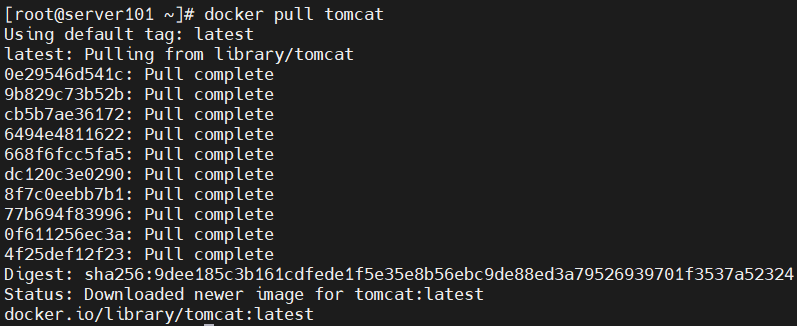 [root@server101 ~]# docker pull tomcat
Using default tag: latest
latest: Pulling from library/tomcat
0e29546d541c: Pull complete
9b829c73b52b: Pull complete
cb5b7ae36172: Pull complete
6494e4811622: Pull complete
668f6fcc5fa5: Pull complete
dc120c3e0290: Pull complete
8f7c0eebb7b1: Pull complete
77b694f83996: Pull complete
0f611256ec3a: Pull complete
4f25def12f23: Pull complete
Digest: sha256:9dee185c3b161cdfede1f5e35e8b56ebc9de88ed3a79526939701f3537a52324
Status: Downloaded newer image for tomcat:latest
docker.io/library/tomcat:latest